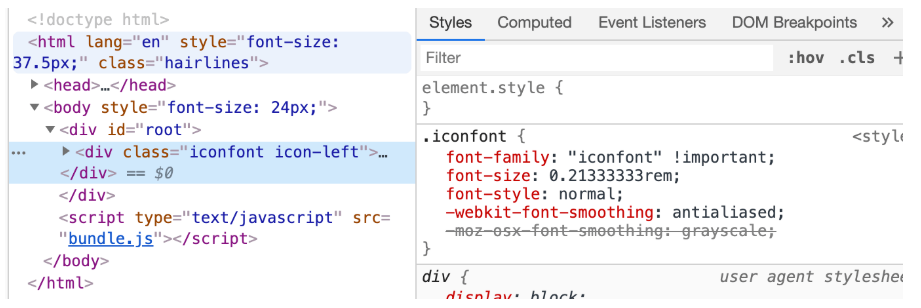 <!doctype html>
<html lang="en" style="font-size:
37.5px;" class="hairlines">
<head>…</head>
<body style="font-size: 24px;">
<div id="root">
<div class="iconfont icon-left">…
</div> == $0
</div>
<script type="text/javascript" src=
"bundle.js"></script>
</body>
</html>
Styles Computed Event Listeners DOM Breakpoints »
Filter :hov .cls +
element.style {
}
.iconfont { <style
font-family: "iconfont" !important;
font-size: 0.21333333rem;
font-style: normal;
-webkit-font-smoothing: antialiased;
-moz-osx-font-smoothing: grayscale;
}
div { user agent styleshee
display: block;